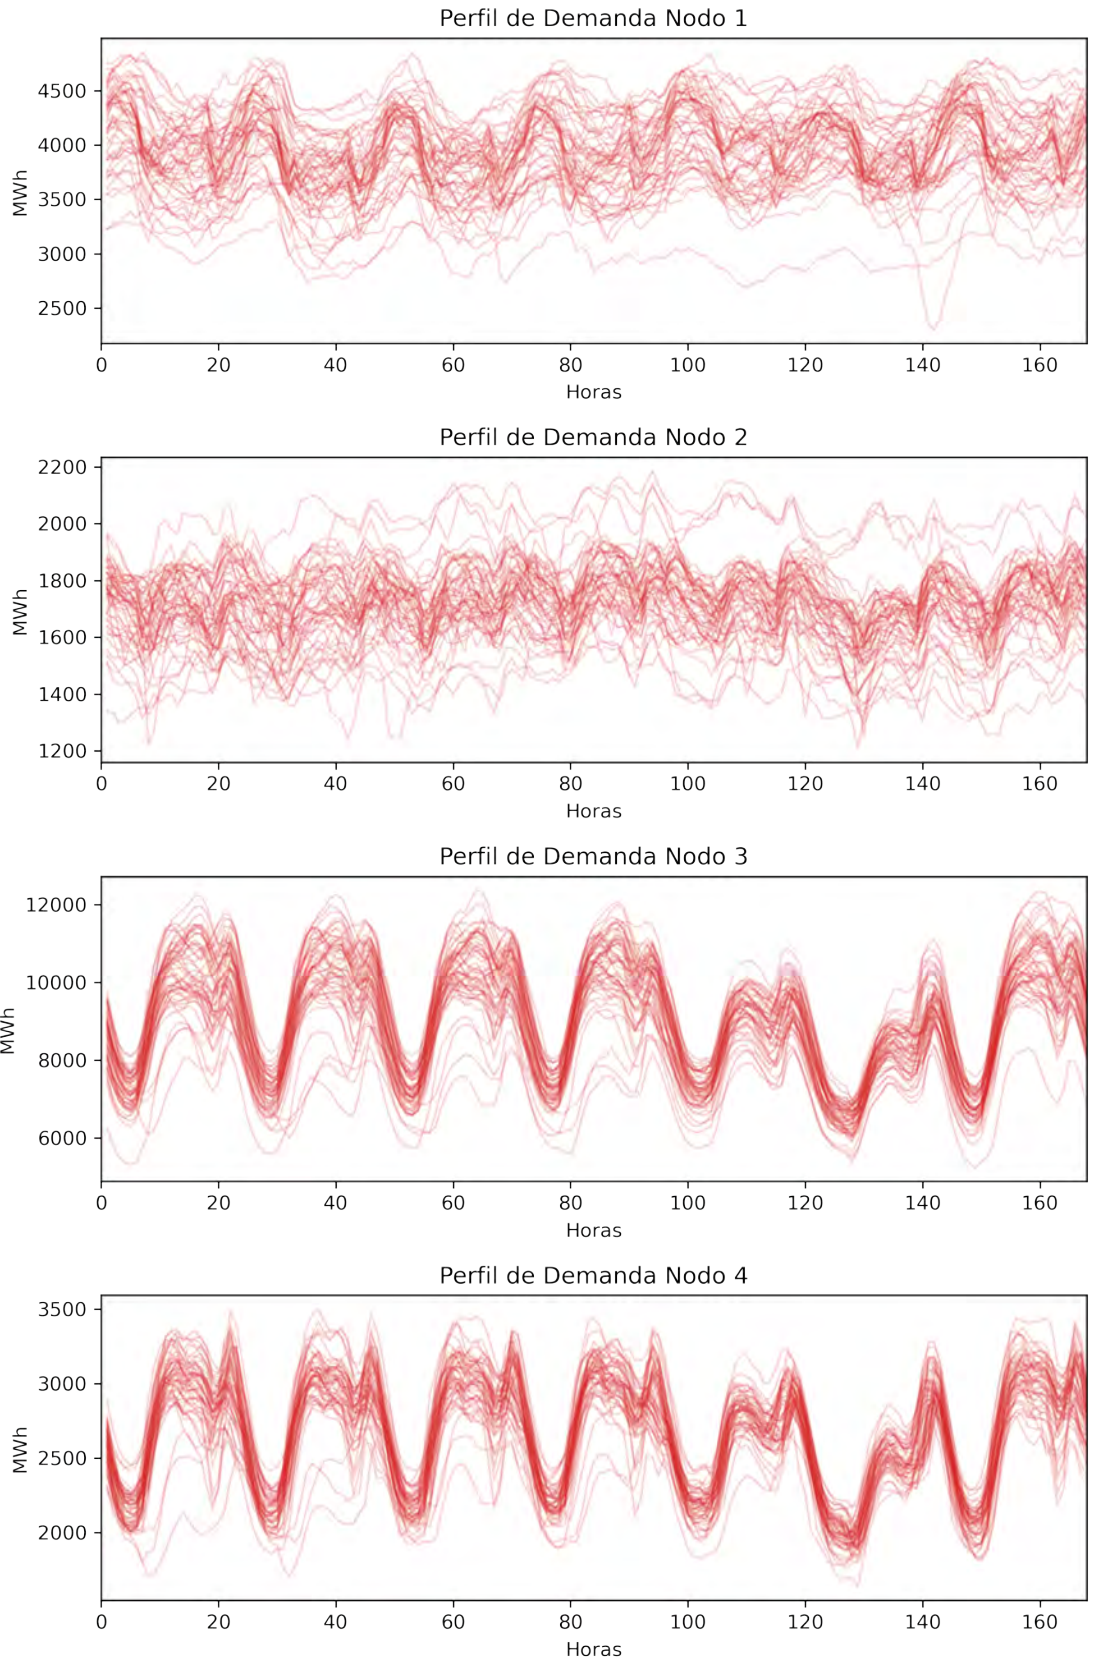 Perfil de Demanda Nodo 1
4500
4000
3500
3000
2500
MWh
0 20 40 60 80 100 120 140 160
Horas
Perfil de Demanda Nodo 2
2200
2000
1800
1600
1400
1200
MWh
0 20 40 60 80 100 120 140 160
Horas
Perfil de Demanda Nodo 3
12000
10000
8000
6000
MWh
0 20 40 60 80 100 120 140 160
Horas
Perfil de Demanda Nodo 4
3500
3000
2500
2000
MWh
0 20 40 60 80 100 120 140 160
Horas